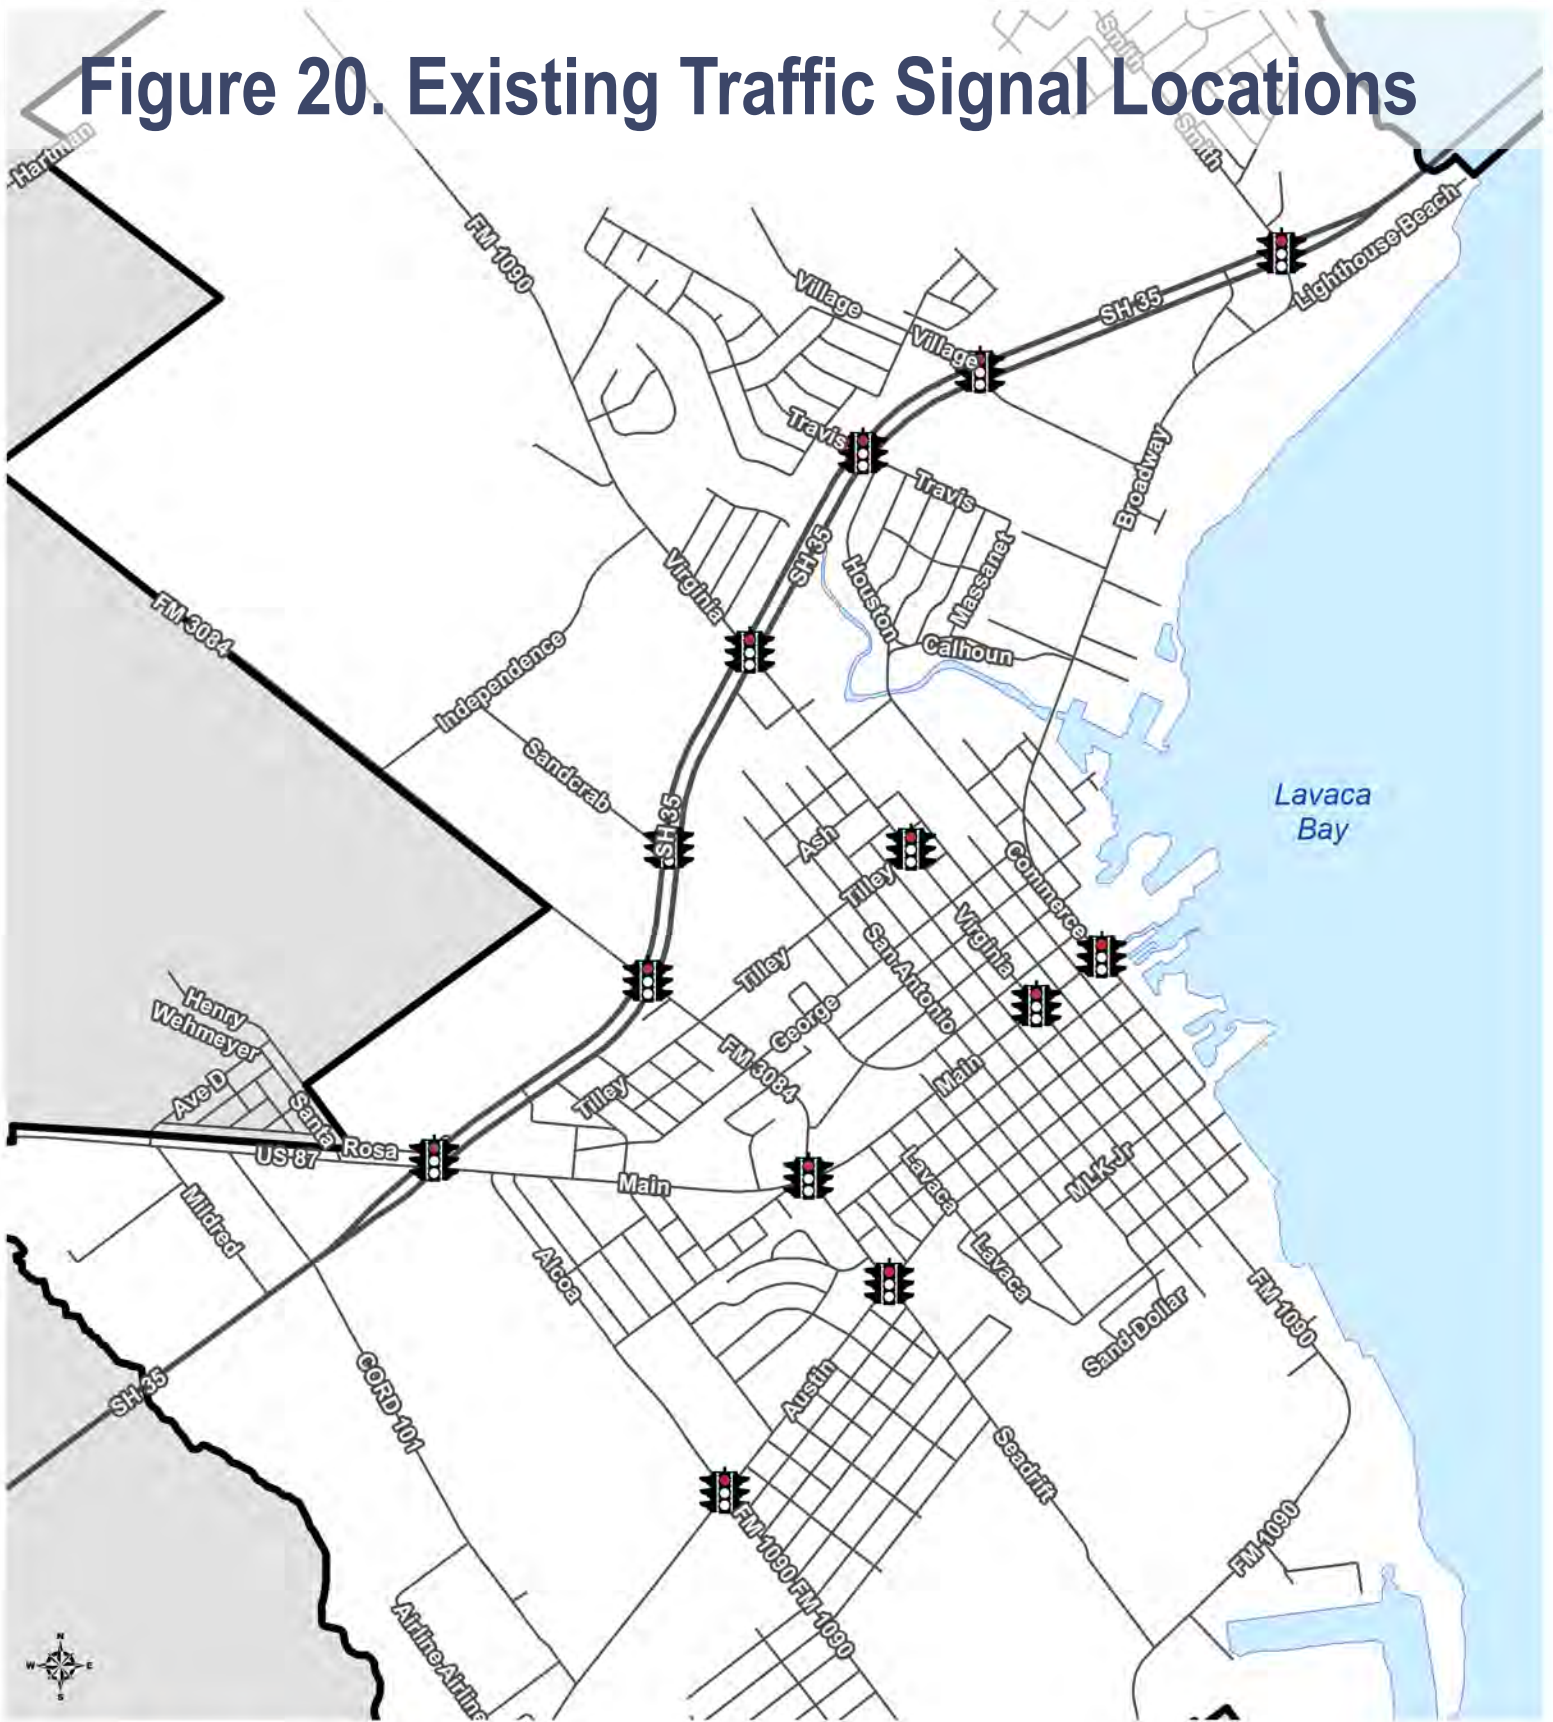 Figure 20. Existing Traffic Signal Locations
Smith
Hartman
Smith
FM 1090
Lighthouse Beach
Village
SH 35
Village
Travis
Travis
Broadway
SH 35
Virginia
Houston
Massanet
FM 3084
Calhoun
Independence
Sandcrab
SH 35
Lavaca
Bay
Ash
Tilley
Commerce
Virginia
San Antonio
Tilley
George
Henry
Wehmeyer
FM 3084
Main
Ave D
Tilley
Santa
Rosa
US 87
Main
Lavaca
MLK Jr
Mildred
Alcoa
Lavaca
FM 1090
Sand Dollar
SH 35
CORD 101
Austin
Seadrift
FM 1090
FM 1090
FM 1090
Airline
Airline
N
W
E
S